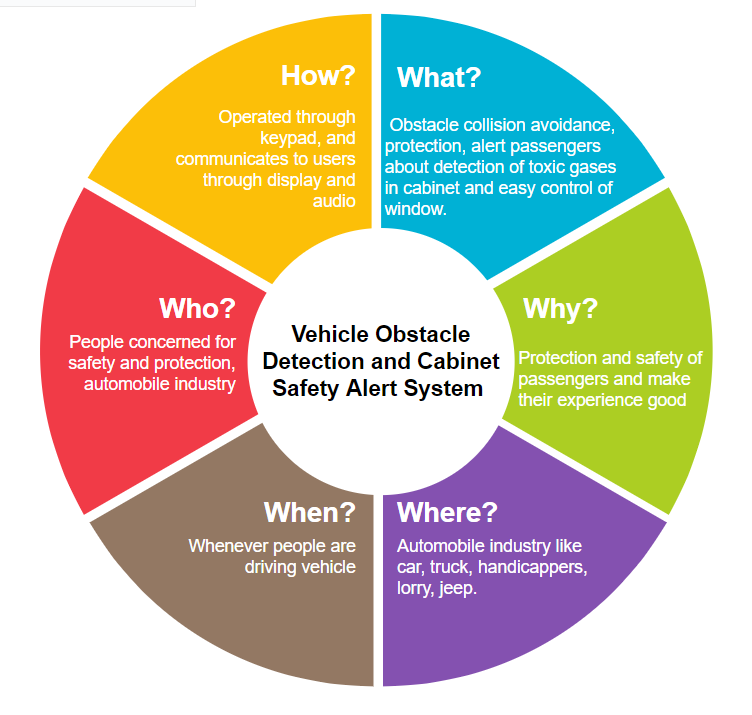 How?
Operated through
keypad, and
communicates to users
through display and
audio
What?
Obstacle collision avoidance,
protection, alert passengers
about detection of toxic gases
in cabinet and easy control of
window.
Who?
People concerned for
safety and protection,
automobile industry
Vehicle Obstacle
Detection and Cabinet
Safety Alert System
Why?
Protection and safety of
passengers and make
their experience good
When?
Whenever people are
driving vehicle
Where?
Automobile industry like
car, truck, handicappers,
lorry, jeep.